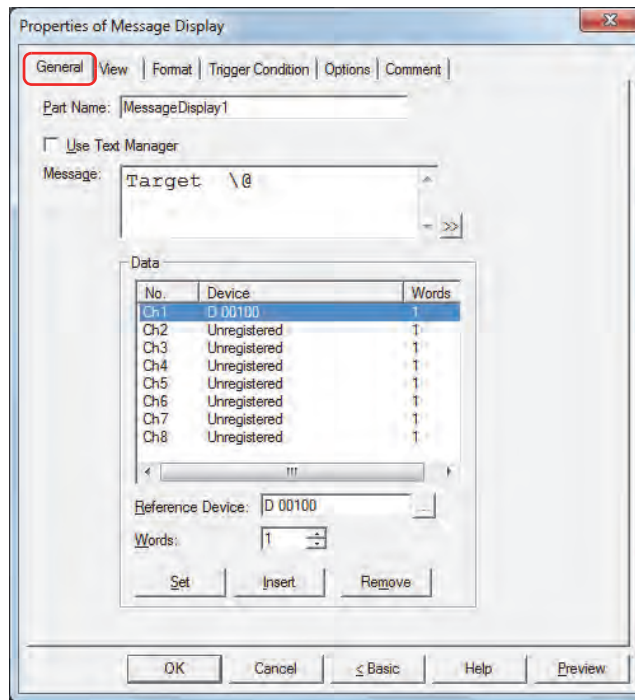 Properties of Message Display
General View Format Trigger Condition Options Comment
Part Name: MessageDisplay1
Use Text Manager
Message: Target \@
>>
Data
No. Device Words
Ch1 D 00100 1
Ch2 Unregistered 1
Ch3 Unregistered 1
Ch4 Unregistered 1
Ch5 Unregistered 1
Ch6 Unregistered 1
Ch7 Unregistered 1
Ch8 Unregistered 1
Reference Device: D 00100 ...
Words: 1
Set Insert Remove
OK Cancel < Basic Help Preview